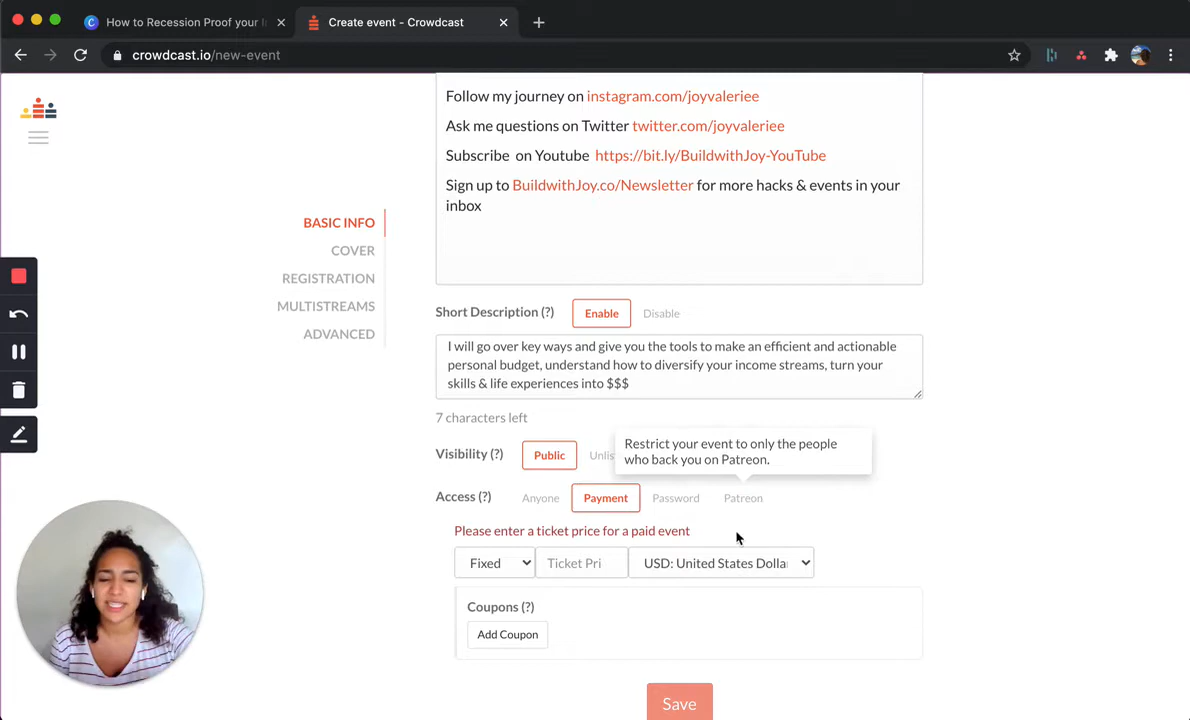 How to Recession Proof your I
Create event - Crowdcast
crowdcast.io/new-event
Follow my journey on instagram.com/joyvaleriee
Ask me questions on Twitter twitter.com/joyvaleriee
Subscribe on Youtube https://bit.ly/BuildwithJoy-YouTube
Sign up to BuildwithJoy.co/Newsletter for more hacks & events in your
inbox
BASIC INFO
COVER
REGISTRATION
MULTISTREAMS
ADVANCED
Short Description (?) Enable Disable
I will go over key ways and give you the tools to make an efficient and actionable
personal budget, understand how to diversify your income streams, turn your
skills & life experiences into $$$
7 characters left
Visibility (?) Public Unlis
Restrict your event to only the people
who back you on Patreon.
Access (?) Anyone Payment Password Patreon
Please enter a ticket price for a paid event
Fixed Ticket Pri USD: United States Dolla
Coupons (?)
Add Coupon
Save